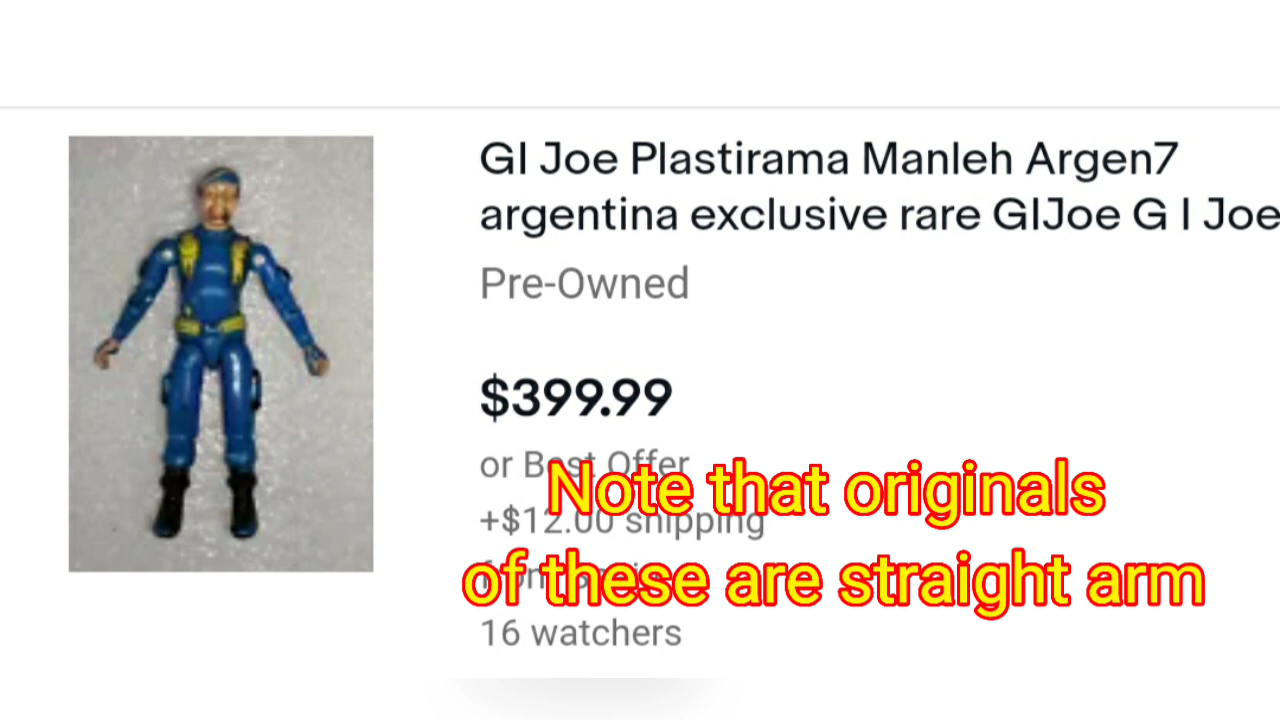 GI Joe Plastirama Manleh Argen7
argentina exclusive rare GIJoe G I Joe
Pre-Owned
$399.99
or Best Offer
Note that originals
+$12.00 shipping
of these are straight arm
16 watchers